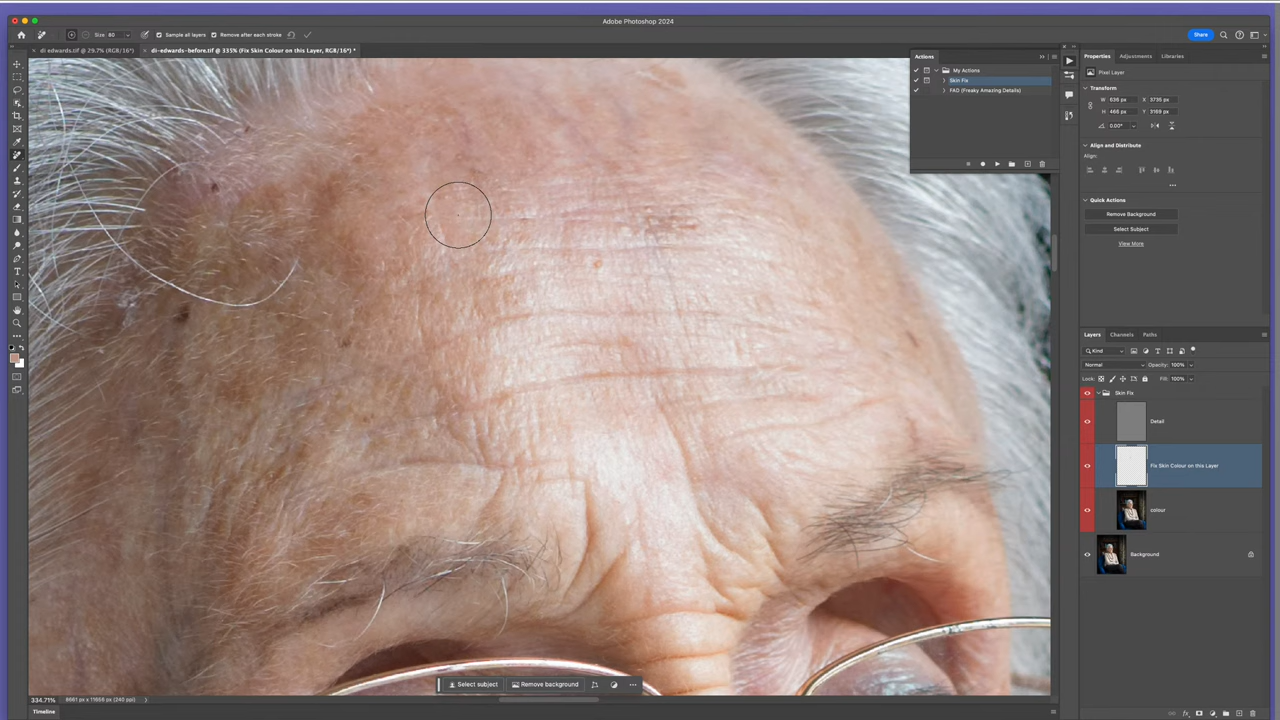 Adobe Photoshop 2024
Size: 80 Sample all layers Remove after each stroke Share
di edwards.tif @ 29.7% (RGB/16*) di-edwards-before.tif @ 335% (Fix Skin Colour on this Layer, RGB/16*) *
Actions
My Actions
Skin Fix
FAD (Freaky Amazing Details)
Properties Adjustments Libraries
Pixel Layer
Transform
W 636 px X 3736 px
H 466 px Y 3169 px
0.00°
Align and Distribute
Align:
Quick Actions
Remove Background
Select Subject
View More
Layers Channels Paths
Kind
Normal Opacity: 100%
Lock: Fill: 100%
Skin Fix
Detail
Fix Skin Colour on this Layer
colour
Background
Select subject Remove background
334.71% 8661 px x 11556 px (240 ppi)
Timeline